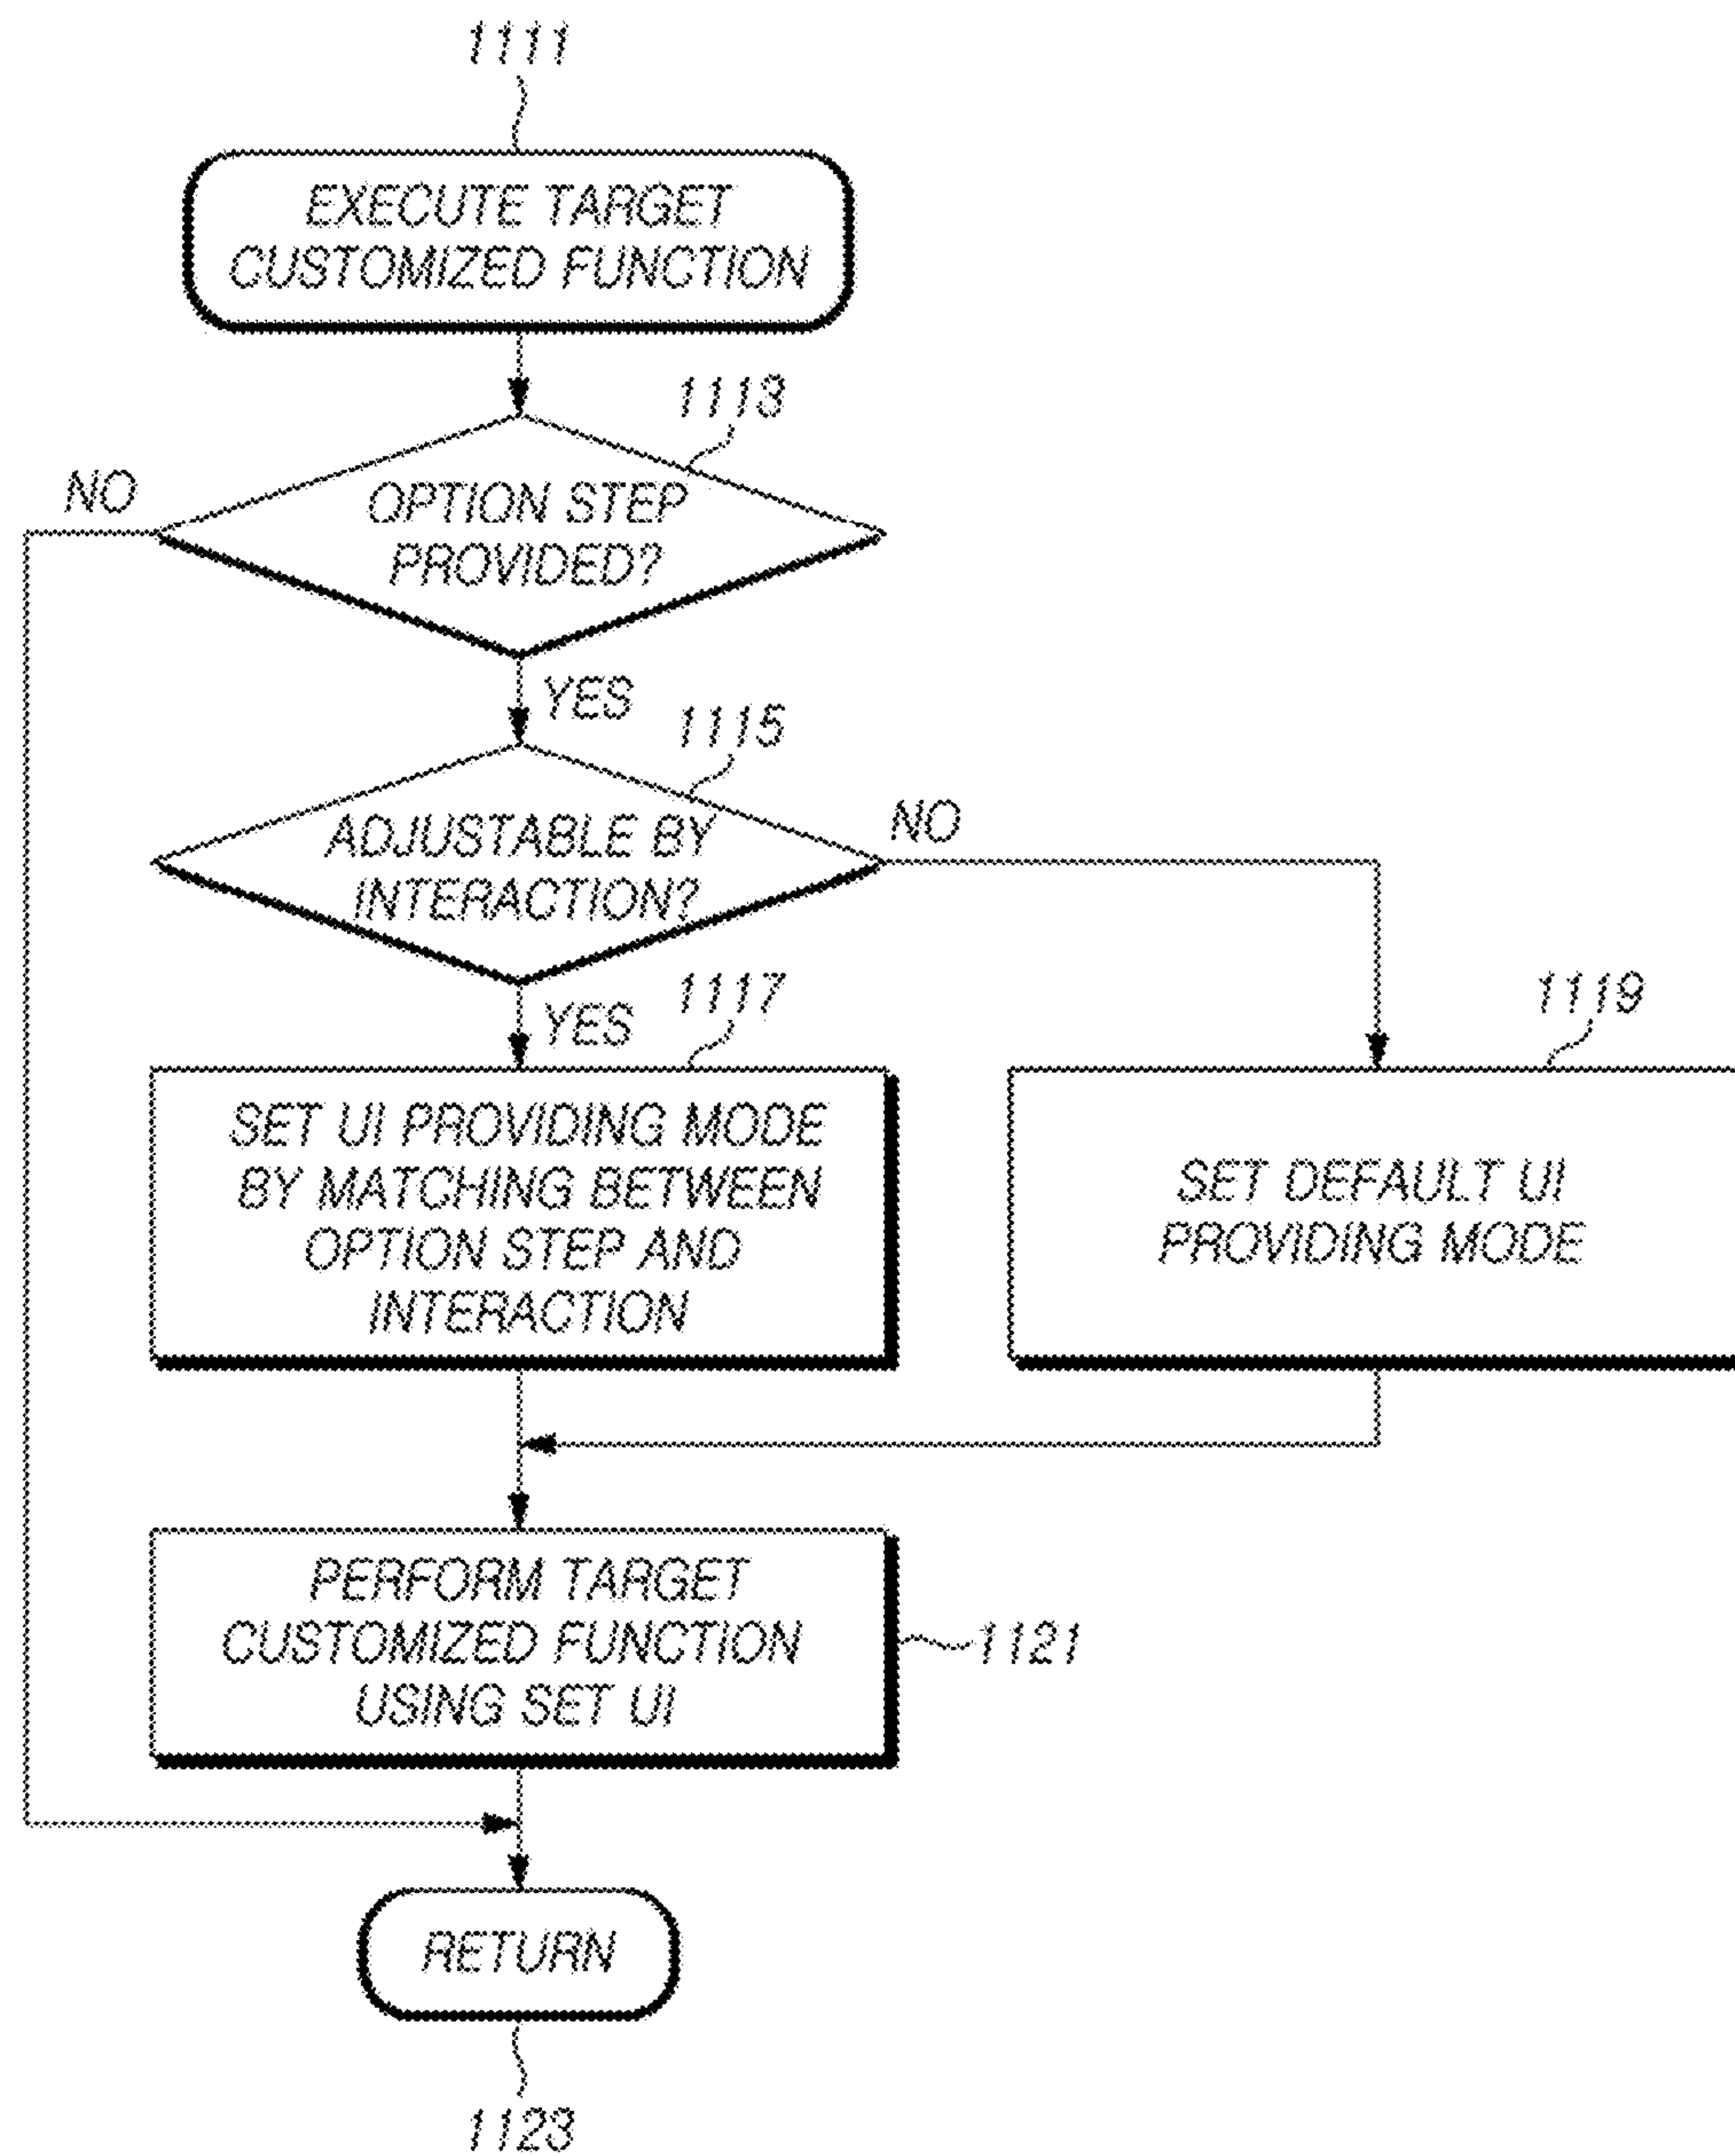 1111
EXECUTE TARGET
CUSTOMIZED FUNCTION
1113
NO
OPTION STEP
PROVIDED?
YES
1115
ADJUSTABLE BY
INTERACTION?
NO
YES
1117
1119
SET UI PROVIDING MODE
BY MATCHING BETWEEN
OPTION STEP AND
INTERACTION
SET DEFAULT UI
PROVIDING MODE
PERFORM TARGET
CUSTOMIZED FUNCTION
USING SET UI
1121
RETURN
1123